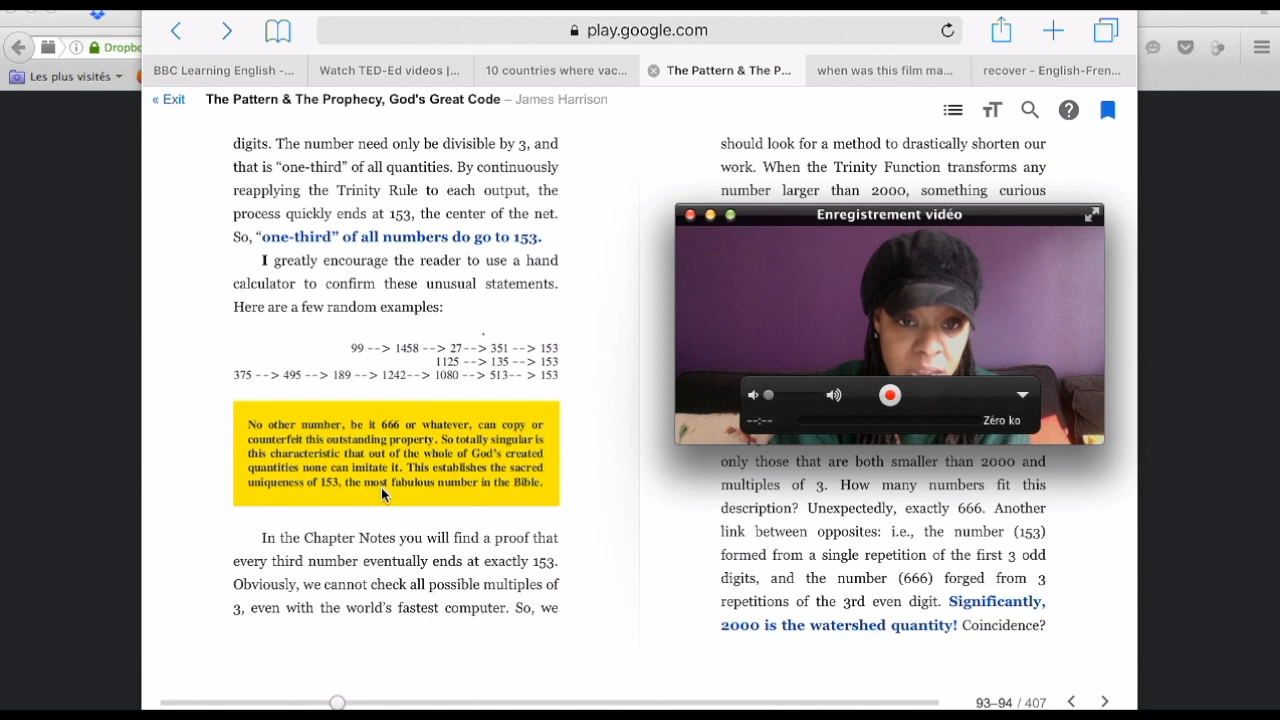 play.google.com
Dropbo
Les plus visités
BBC Learning English -...
Watch TED-Ed videos |...
10 countries where vac...
The Pattern & The P...
when was this film ma...
recover - English-Fren...
« Exit
The Pattern & The Prophecy, God's Great Code – James Harrison
digits. The number need only be divisible by 3, and
that is “one-third” of all quantities. By continuously
reapplying the Trinity Rule to each output, the
process quickly ends at 153, the center of the net.
So, “one-third” of all numbers do go to 153.
I greatly encourage the reader to use a hand
calculator to confirm these unusual statements.
Here are a few random examples:
99 --> 1458 --> 27--> 351 --> 153
1125 --> 135 --> 153
375 --> 495 --> 189 --> 1242--> 1080 --> 513-- > 153
No other number, be it 666 or whatever, can copy or
counterfeit this outstanding property. So totally singular is
this characteristic that out of the whole of God's created
quantities none can imitate it. This establishes the sacred
uniqueness of 153, the most fabulous number in the Bible.
In the Chapter Notes you will find a proof that
every third number eventually ends at exactly 153.
Obviously, we cannot check all possible multiples of
3, even with the world's fastest computer. So, we
should look for a method to drastically shorten our
work. When the Trinity Function transforms any
number larger than 2000, something curious
Enregistrement vidéo
--:--
Zéro ko
only those that are both smaller than 2000 and
multiples of 3. How many numbers fit this
description? Unexpectedly, exactly 666. Another
link between opposites: i.e., the number (153)
formed from a single repetition of the first 3 odd
digits, and the number (666) forged from 3
repetitions of the 3rd even digit. Significantly,
2000 is the watershed quantity! Coincidence?
93–94 / 407